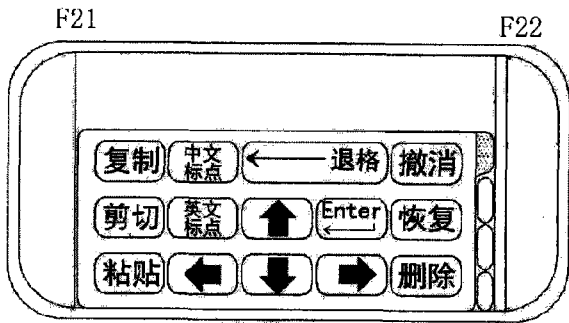 F21
F22
复制 中文标点 ← 退格 撤消
剪切 英文标点 ↑ Enter 恢复
粘贴 ← ↓ → 删除